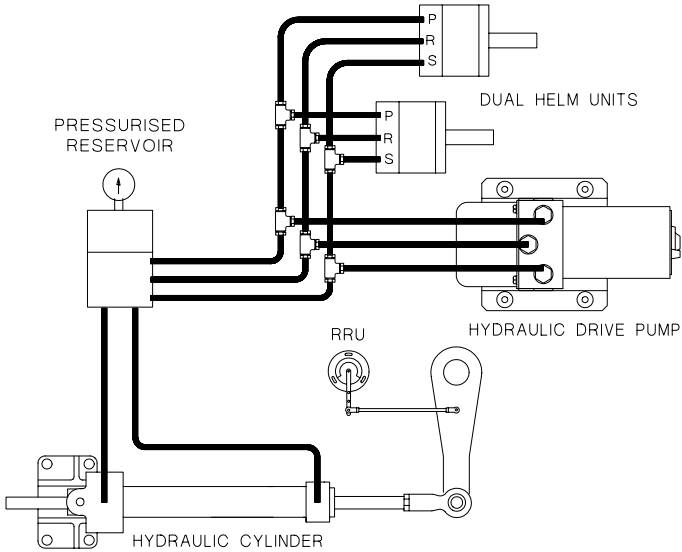 P
R
S
DUAL HELM UNITS
P
R
S
PRESSURISED
RESERVOIR
HYDRAULIC DRIVE PUMP
RRU
HYDRAULIC CYLINDER